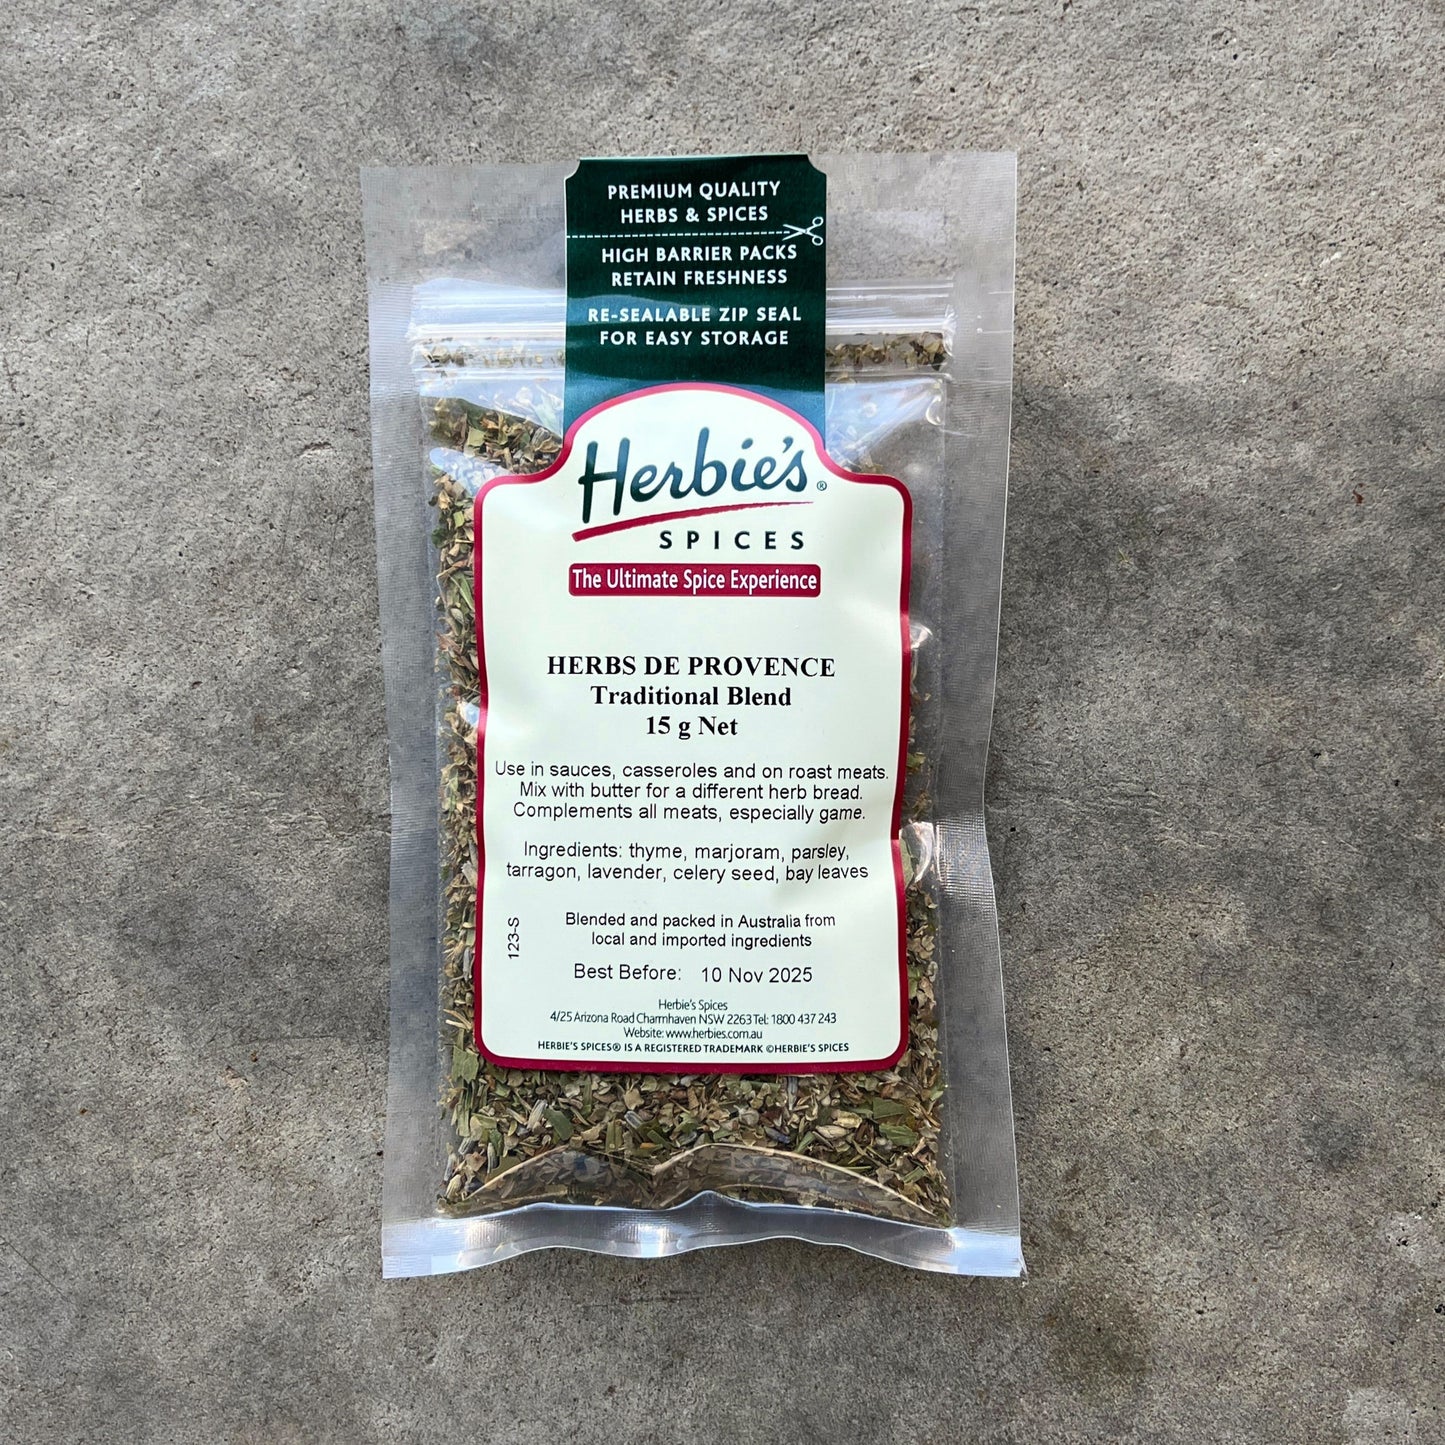 PREMIUM QUALITY
HERBS & SPICES
HIGH BARRIER PACKS
RETAIN FRESHNESS
RE-SEALABLE ZIP SEAL
FOR EASY STORAGE
Herbie's®
SPICES
The Ultimate Spice Experience
HERBS DE PROVENCE
Traditional Blend
15 g Net
Use in sauces, casseroles and on roast meats.
Mix with butter for a different herb bread.
Complements all meats, especially game.
Ingredients: thyme, marjoram, parsley,
tarragon, lavender, celery seed, bay leaves
123-S
Blended and packed in Australia from
local and imported ingredients
Best Before: 10 Nov 2025
Herbie's Spices
4/25 Arizona Road Charmhaven NSW 2263 Tel: 1800 437 243
Website: www.herbies.com.au
HERBIE'S SPICES® IS A REGISTERED TRADEMARK ©HERBIE'S SPICES